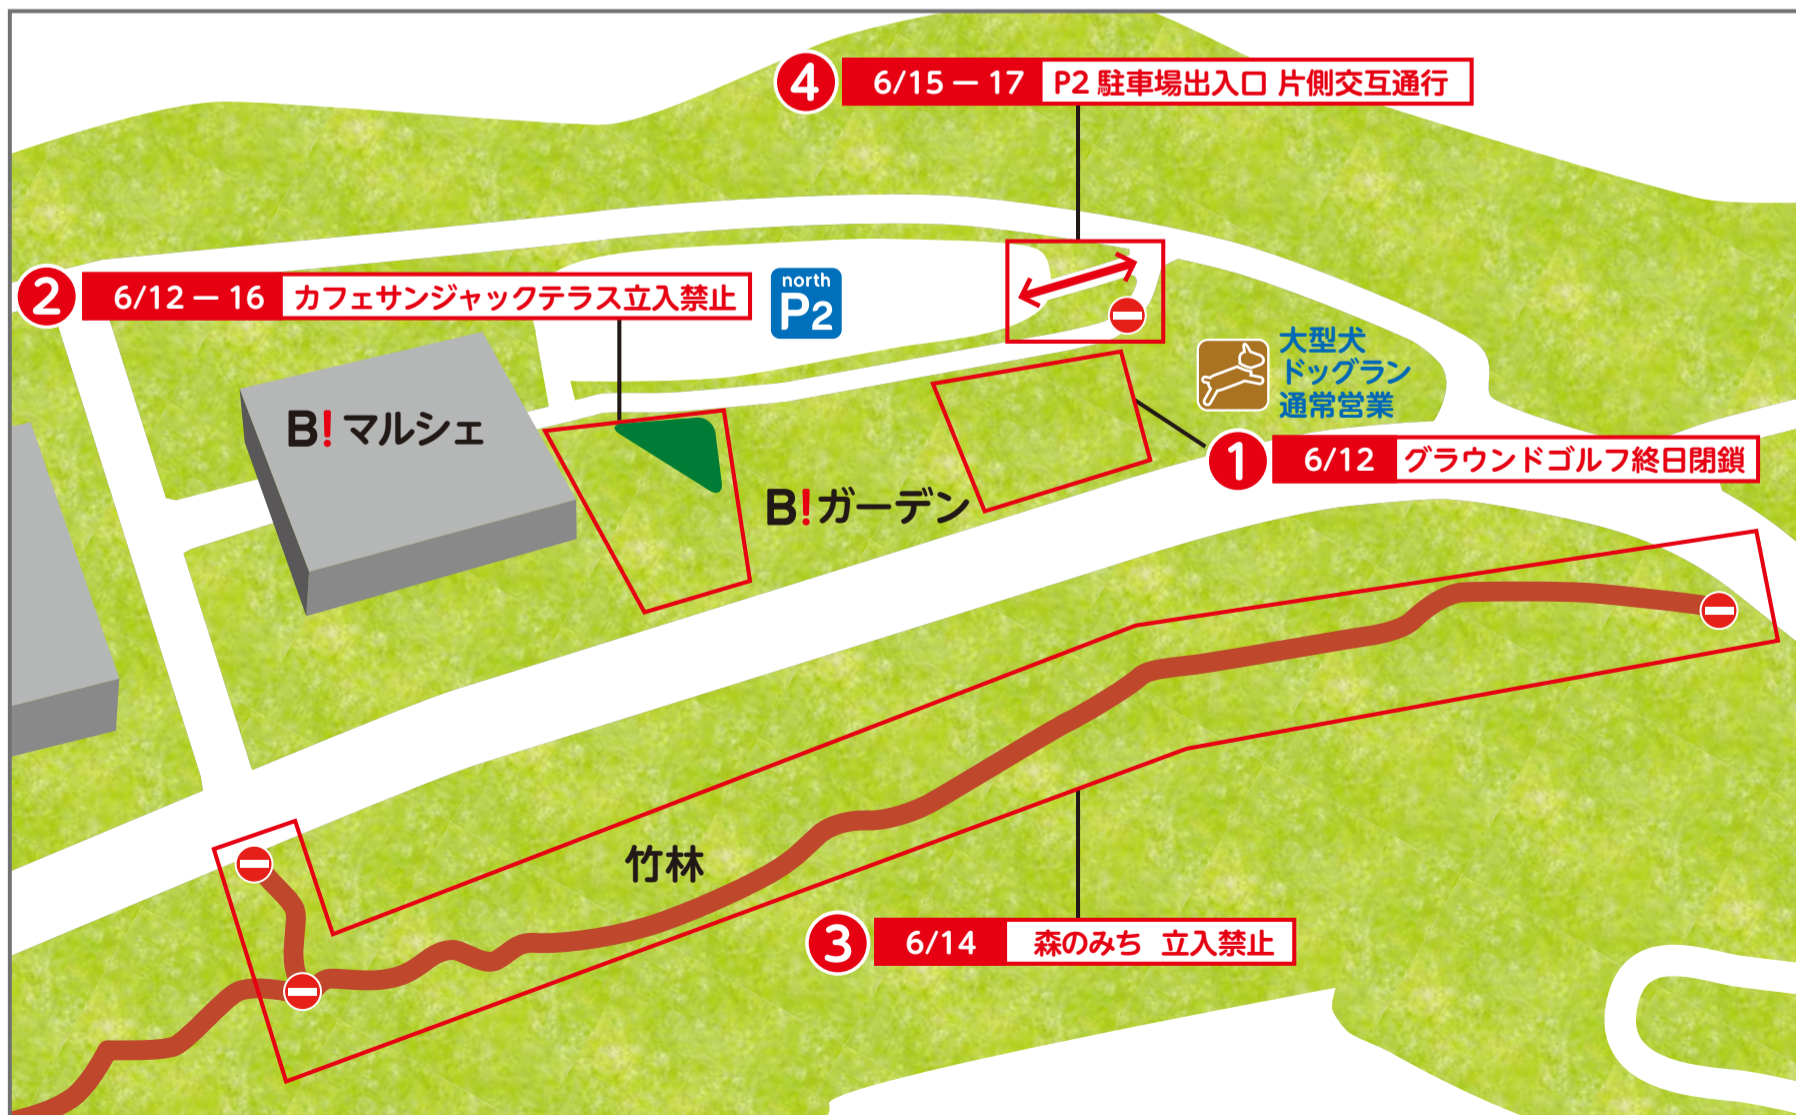 4 6/15 − 17 P2 駐車場出入口 片側交互通行
2 6/12 − 16 カフェサンジャックテラス立入禁止
north
P2
大型犬
ドッグラン
通常営業
B!マルシェ
1 6/12 グラウンドゴルフ終日閉鎖
B!ガーデン
竹林
3 6/14 森のみち 立入禁止